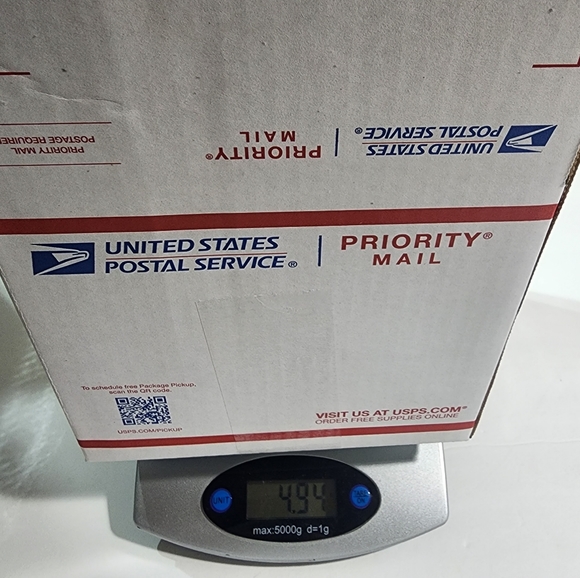 PRIORITY MAIL
POSTAGE REQUIRE
UNITED STATES
POSTAL SERVICE®
PRIORITY®
MAIL
UNITED STATES
POSTAL SERVICE®
PRIORITY®
MAIL
To schedule free Package Pickup,
scan the QR code.
USPS.COM/PICKUP
VISIT US AT USPS.COM®
ORDER FREE SUPPLIES ONLINE
UNIT
4.94
max:5000g d=1g